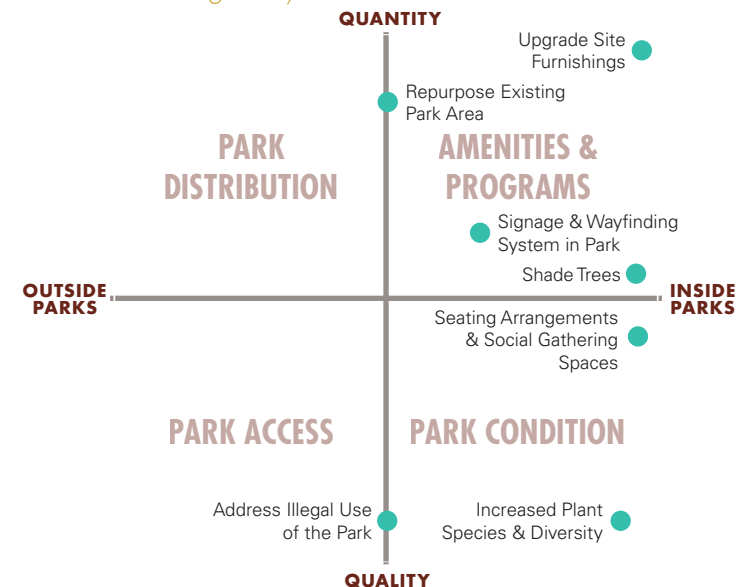 QUANTITY
Upgrade Site
Furnishings
Repurpose Existing
Park Area
PARK
DISTRIBUTION
AMENITIES &
PROGRAMS
Signage & Wayfinding
System in Park
Shade Trees
OUTSIDE
PARKS
INSIDE
PARKS
Seating Arrangements
& Social Gathering
Spaces
PARK ACCESS
PARK CONDITION
Address Illegal Use
of the Park
Increased Plant
Species & Diversity
QUALITY